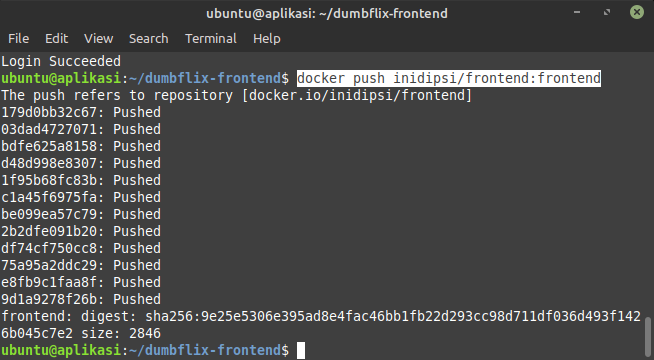 ubuntu@aplikasi: ~/dumbflix-frontend
File Edit View Search Terminal Help
Login Succeeded
ubuntu@aplikasi:~/dumbflix-frontend$ docker push inidipsi/frontend:frontend
The push refers to repository [docker.io/inidipsi/frontend]
179d0bb32c67: Pushed
03dad4727071: Pushed
bdfe625a8158: Pushed
d48d998e8307: Pushed
1f95b68fc83b: Pushed
c1a45f6975fa: Pushed
be099ea57c79: Pushed
2b2dfe091b20: Pushed
df74cf750cc8: Pushed
75a95a2ddc29: Pushed
e8fb9c1faa8f: Pushed
9d1a9278f26b: Pushed
frontend: digest: sha256:9e25e5306e395ad8e4fac46bb1fb22d293cc98d711df036d493f142
6b045c7e2 size: 2846
ubuntu@aplikasi:~/dumbflix-frontend$